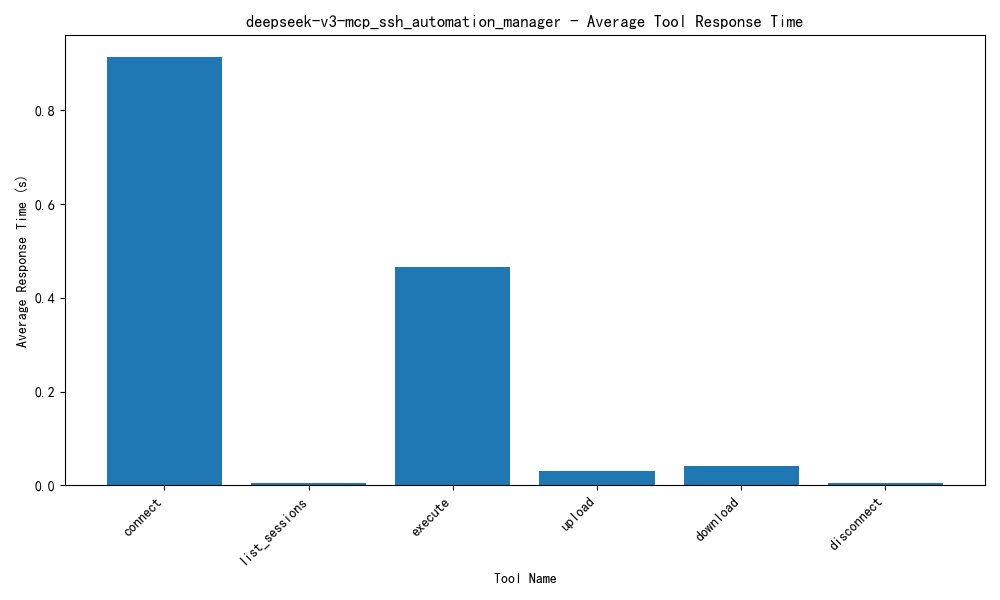 deepseek-v3-mcp_ssh_automation_manager - Average Tool Response Time
Average Response Time (s)
0.8
0.6
0.4
0.2
0.0
connect
list_sessions
execute
upload
download
disconnect
Tool Name